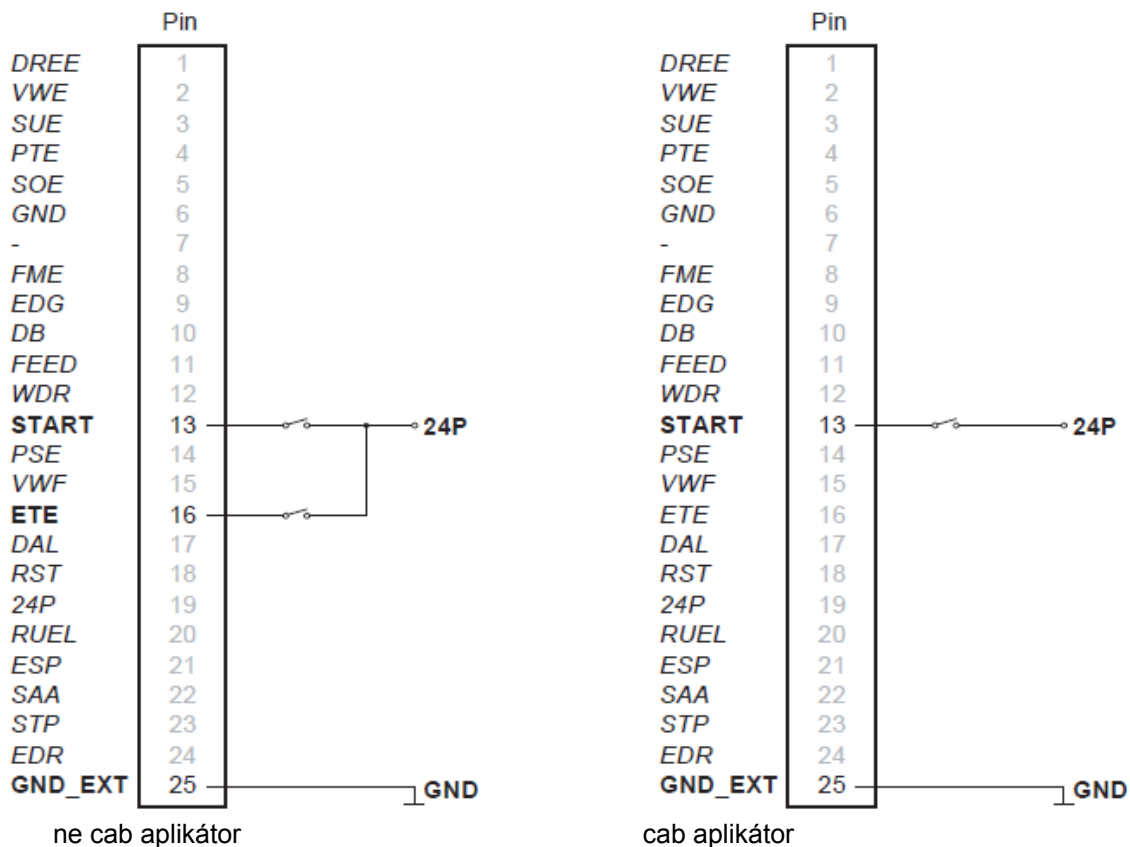 Pin
DREE 1
VWE 2
SUE 3
PTE 4
SOE 5
GND 6
- 7
FME 8
EDG 9
DB 10
FEED 11
WDR 12
START 13 24P
PSE 14
VWF 15
ETE 16
DAL 17
RST 18
24P 19
RUEL 20
ESP 21
SAA 22
STP 23
EDR 24
GND_EXT 25 GND
ne cab aplikátor
Pin
DREE 1
VWE 2
SUE 3
PTE 4
SOE 5
GND 6
- 7
FME 8
EDG 9
DB 10
FEED 11
WDR 12
START 13 24P
PSE 14
VWF 15
ETE 16
DAL 17
RST 18
24P 19
RUEL 20
ESP 21
SAA 22
STP 23
EDR 24
GND_EXT 25 GND
cab aplikátor